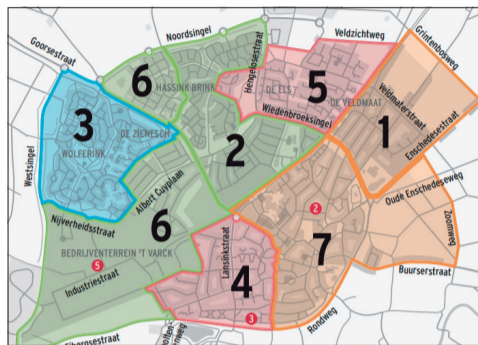 Noordsingel
Veldzichtweg
Grintenbosweg
Goorsestraat
6
HASSINK-BRINK
Hengelosestraat
DE ELST
5
DE VELDMAAT
Veldmaterstraat
1
Enschedesestraat
3
DE ZIENESCH
Wiedenbroeksingel
WOLFERINK
2
Westsingel
Albert Cuyplaan
Oude Enschedeseweg
2
Nijverheidsstraat
6
Zoomweg
BEDRIJVENTERREIN 'T VARCK
7
5
Lansinkstraat
Industriestraat
4
Buurserstraat
3
Rondweg